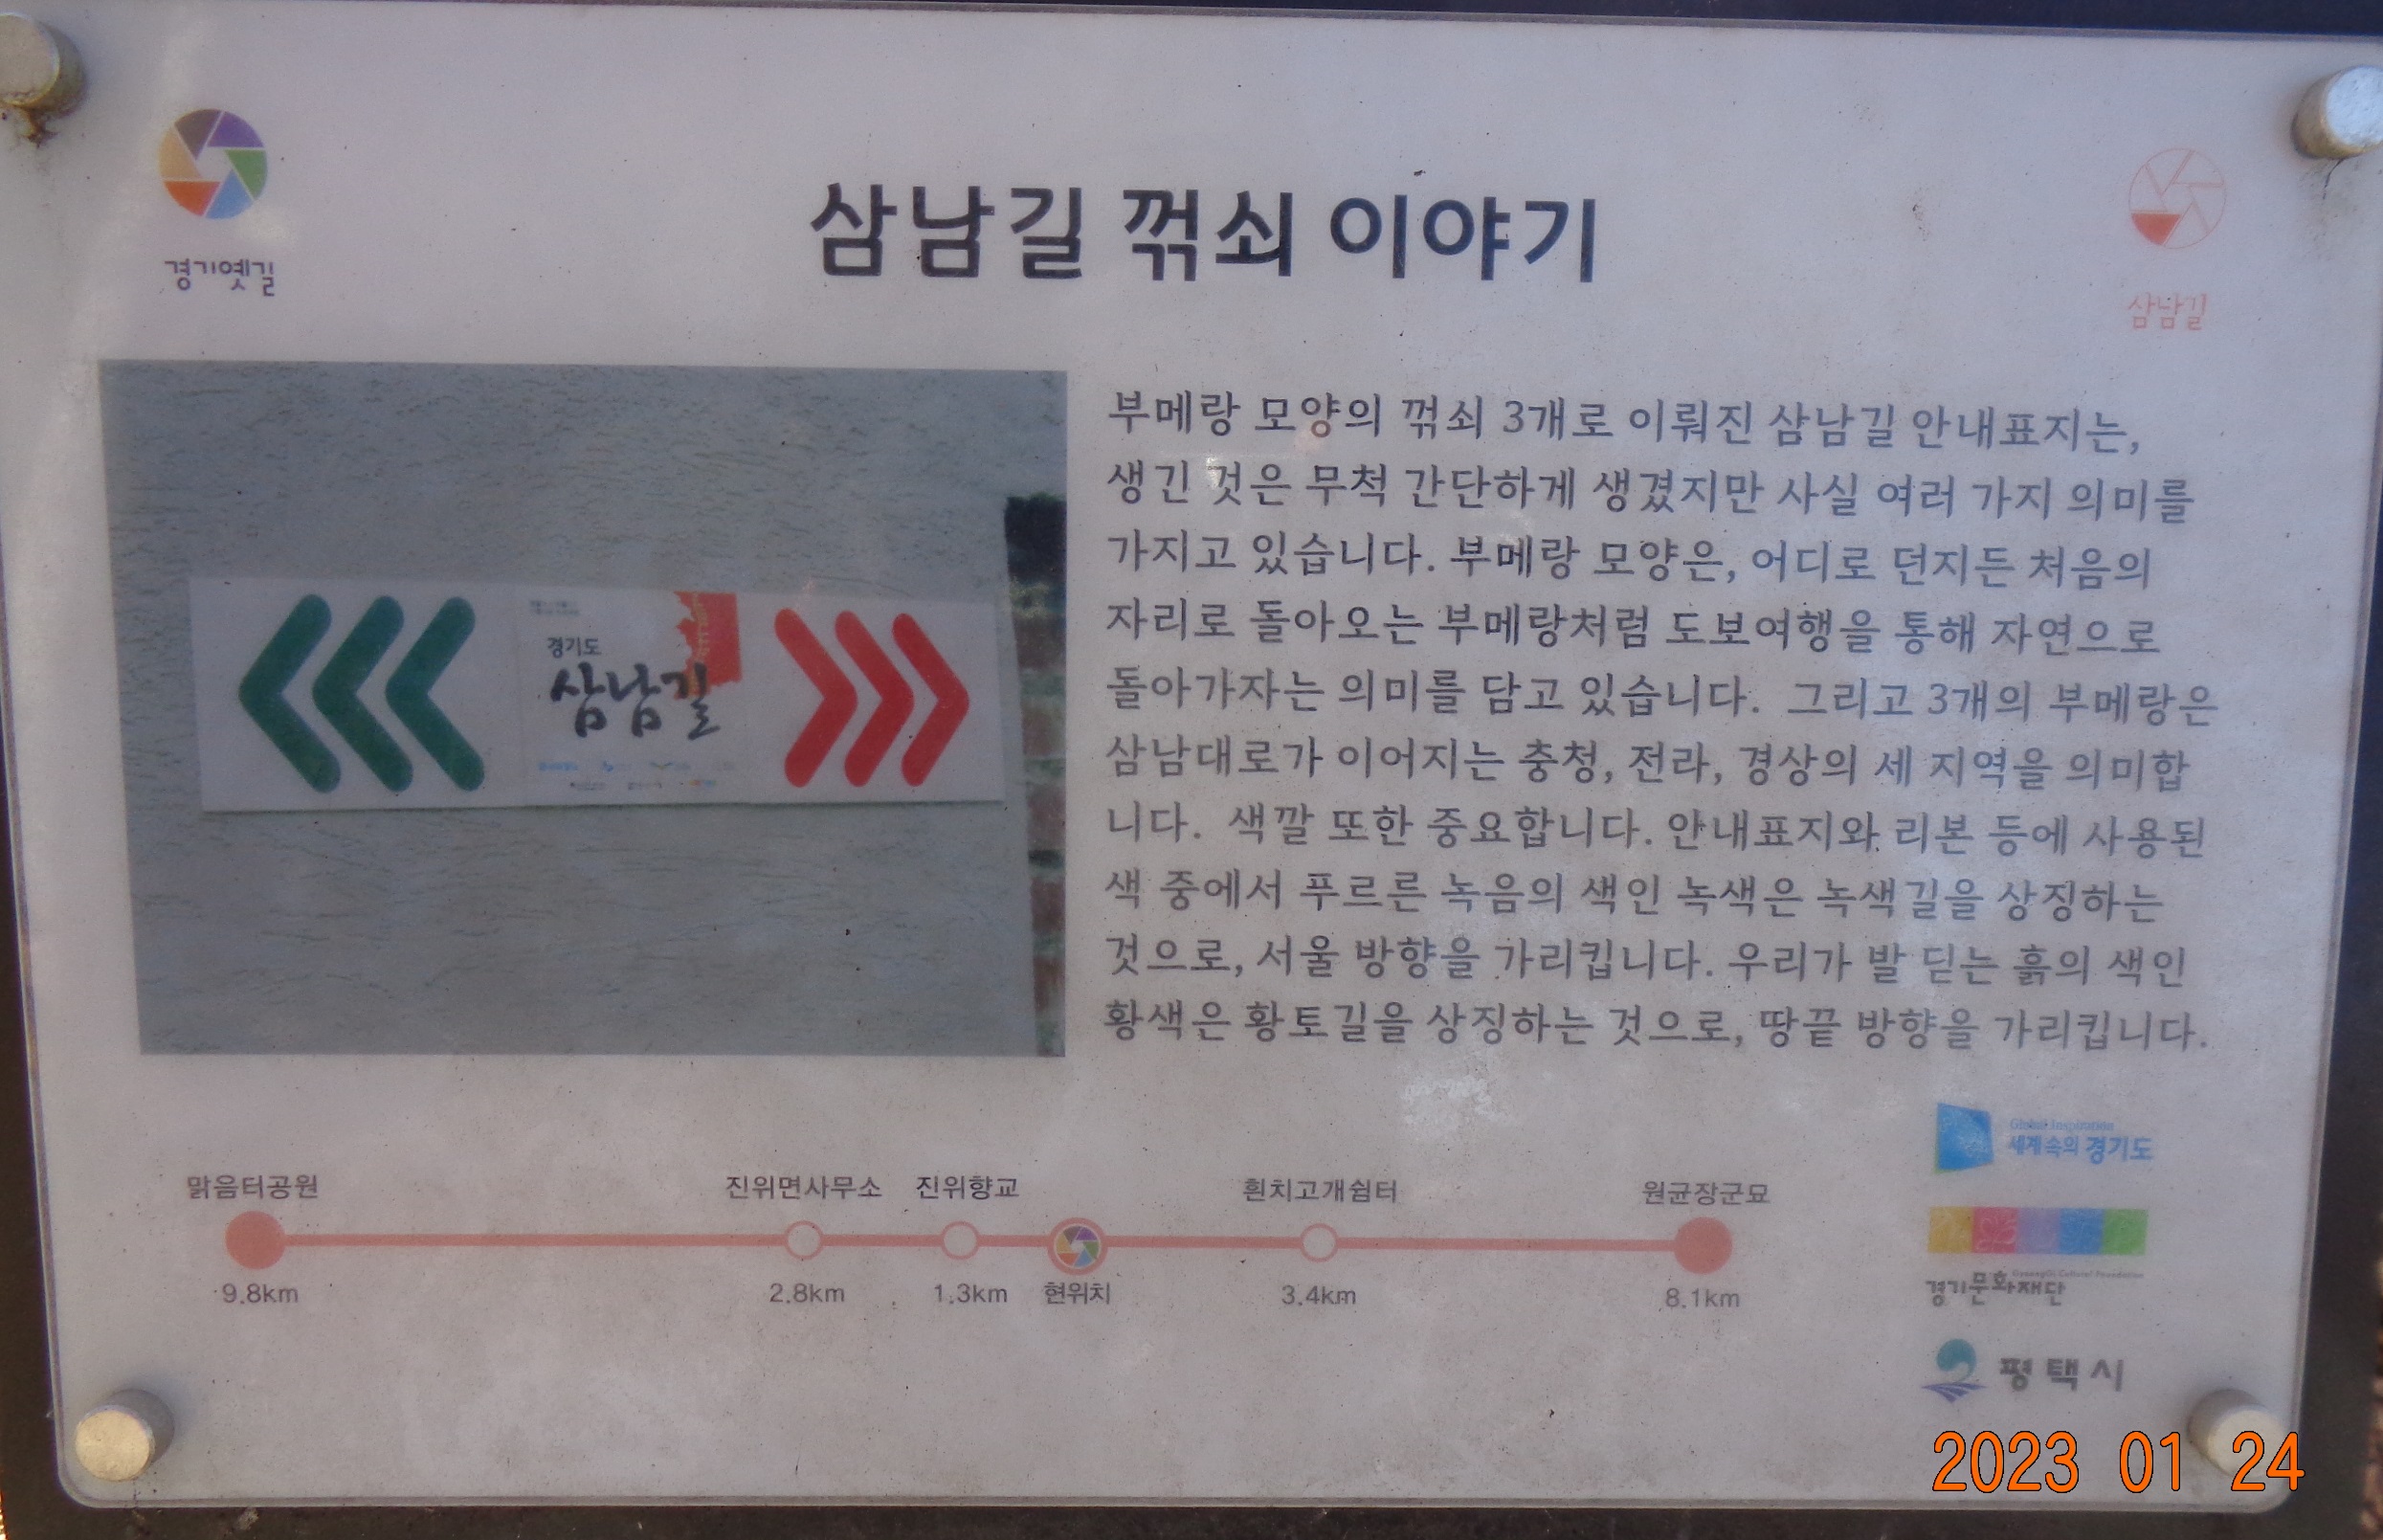 삼남길 꺾쇠 이야기
경기옛길
삼남길
경기도
삼남길
부메랑 모양의 꺾쇠 3개로 이뤄진 삼남길 안내표지는,
생긴 것은 무척 간단하게 생겼지만 사실 여러 가지 의미를
가지고 있습니다. 부메랑 모양은, 어디로 던지든 처음의
자리로 돌아오는 부메랑처럼 도보여행을 통해 자연으로
돌아가자는 의미를 담고 있습니다. 그리고 3개의 부메랑은
삼남대로가 이어지는 충청, 전라, 경상의 세 지역을 의미합
니다. 색깔 또한 중요합니다. 안내표지와 리본 등에 사용된
색 중에서 푸르른 녹음의 색인 녹색은 녹색길을 상징하는
것으로, 서울 방향을 가리킵니다. 우리가 발 딛는 흙의 색인
황색은 황토길을 상징하는 것으로, 땅끝 방향을 가리킵니다.
맑음터공원 진위면사무소 진위향교 흰치고개쉼터 원균장군묘
9.8km 2.8km 1.3km 현위치 3.4km 8.1km
Global Inspiration
세계속의 경기도
Gyeonggi Cultural Foundation
경기문화재단
평택시
2023 01 24